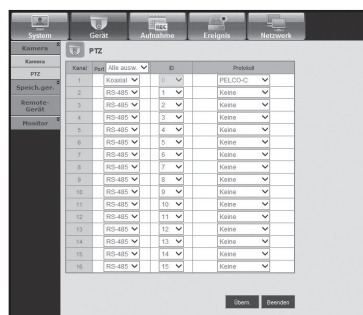 System Gerät Aufnahme Ereignis Netzwerk
Kamera
Kamera
PTZ
Speich.ger.
Remote-
Gerät
Monitor
PTZ
Kanal Port Alle ausw. ID Protokoll
1 Koaxial 0 PELCO-C
2 RS-485 1 Keine
3 RS-485 2 Keine
4 RS-485 3 Keine
5 RS-485 4 Keine
6 RS-485 5 Keine
7 RS-485 6 Keine
8 RS-485 7 Keine
9 RS-485 8 Keine
10 RS-485 9 Keine
11 RS-485 10 Keine
12 RS-485 11 Keine
13 RS-485 12 Keine
14 RS-485 13 Keine
15 RS-485 14 Keine
16 RS-485 15 Keine
Übern. Beenden